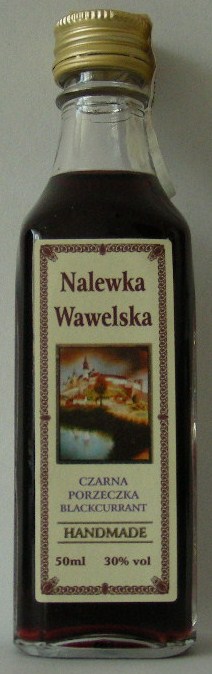 Nalewka
Wawelska
CZARNA
PORZECZKA
BLACKCURRANT
HANDMADE
50ml 30% vol